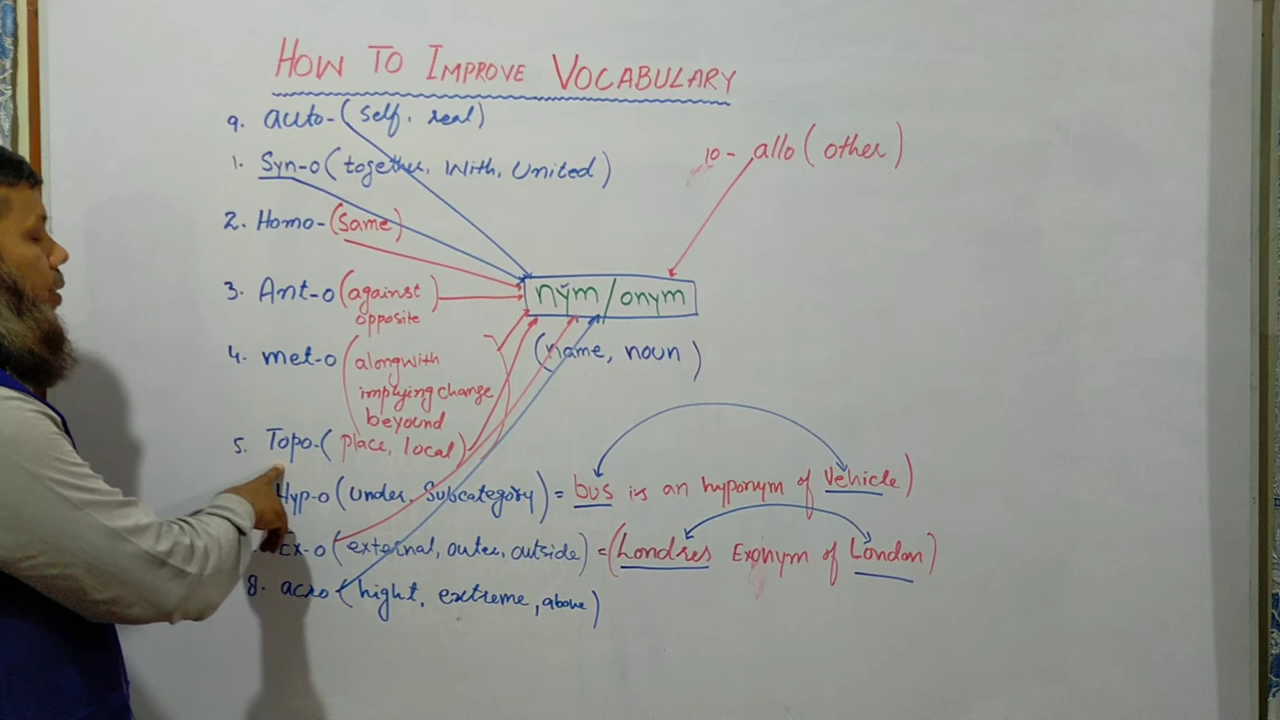 HOW TO IMPROVE VOCABULARY
9. auto-(self, real)
1. Syn-o(together, With, United)
10- allo(other)
2. Homo-(Same)
3. Ant-o(against
opposite)
nym/onym
(name, noun)
4. met-o(alongwith
implying change
beyound
5. Topo-(place, local)
Hyp-o(Under, Subcategory) = bus is an hyponym of Vehicle)
Ex-o(external, outer, outside) =(Londres Exonym of London)
8. acro(hight, extreme, above)